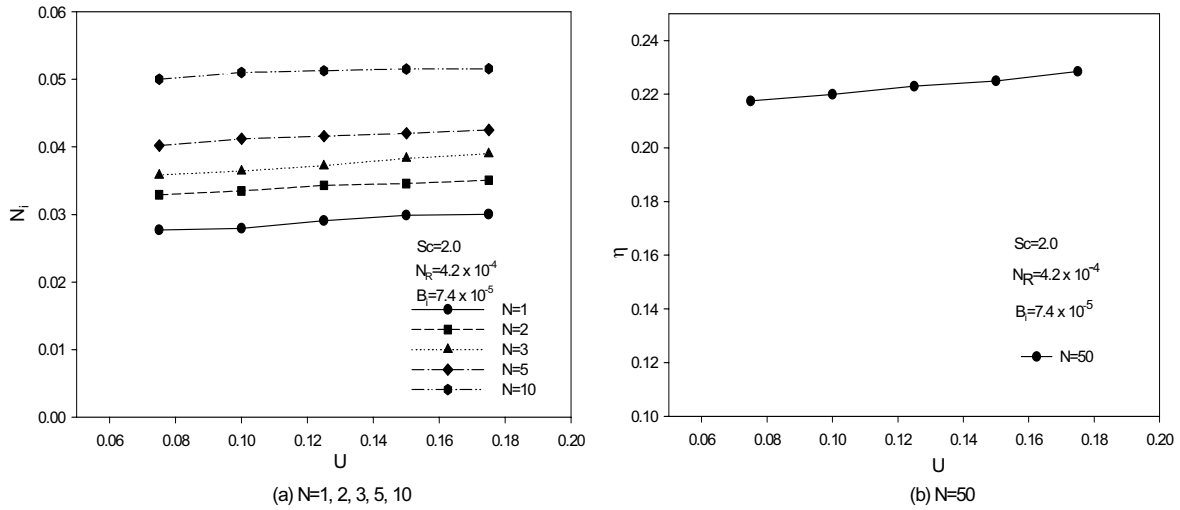 0.06
0.05
0.04
0.03
0.02
0.01
0.00
N_i
0.06 0.08 0.10 0.12 0.14 0.16 0.18 0.20
U
Sc=2.0
N_R=4.2 x 10^-4
B_i=7.4 x 10^-5
N=1
N=2
N=3
N=5
N=10
(a) N=1, 2, 3, 5, 10
0.24
0.22
0.20
0.18
0.16
0.14
0.12
0.10
η
0.06 0.08 0.10 0.12 0.14 0.16 0.18 0.20
U
Sc=2.0
N_R=4.2 x 10^-4
B_i=7.4 x 10^-5
N=50
(b) N=50